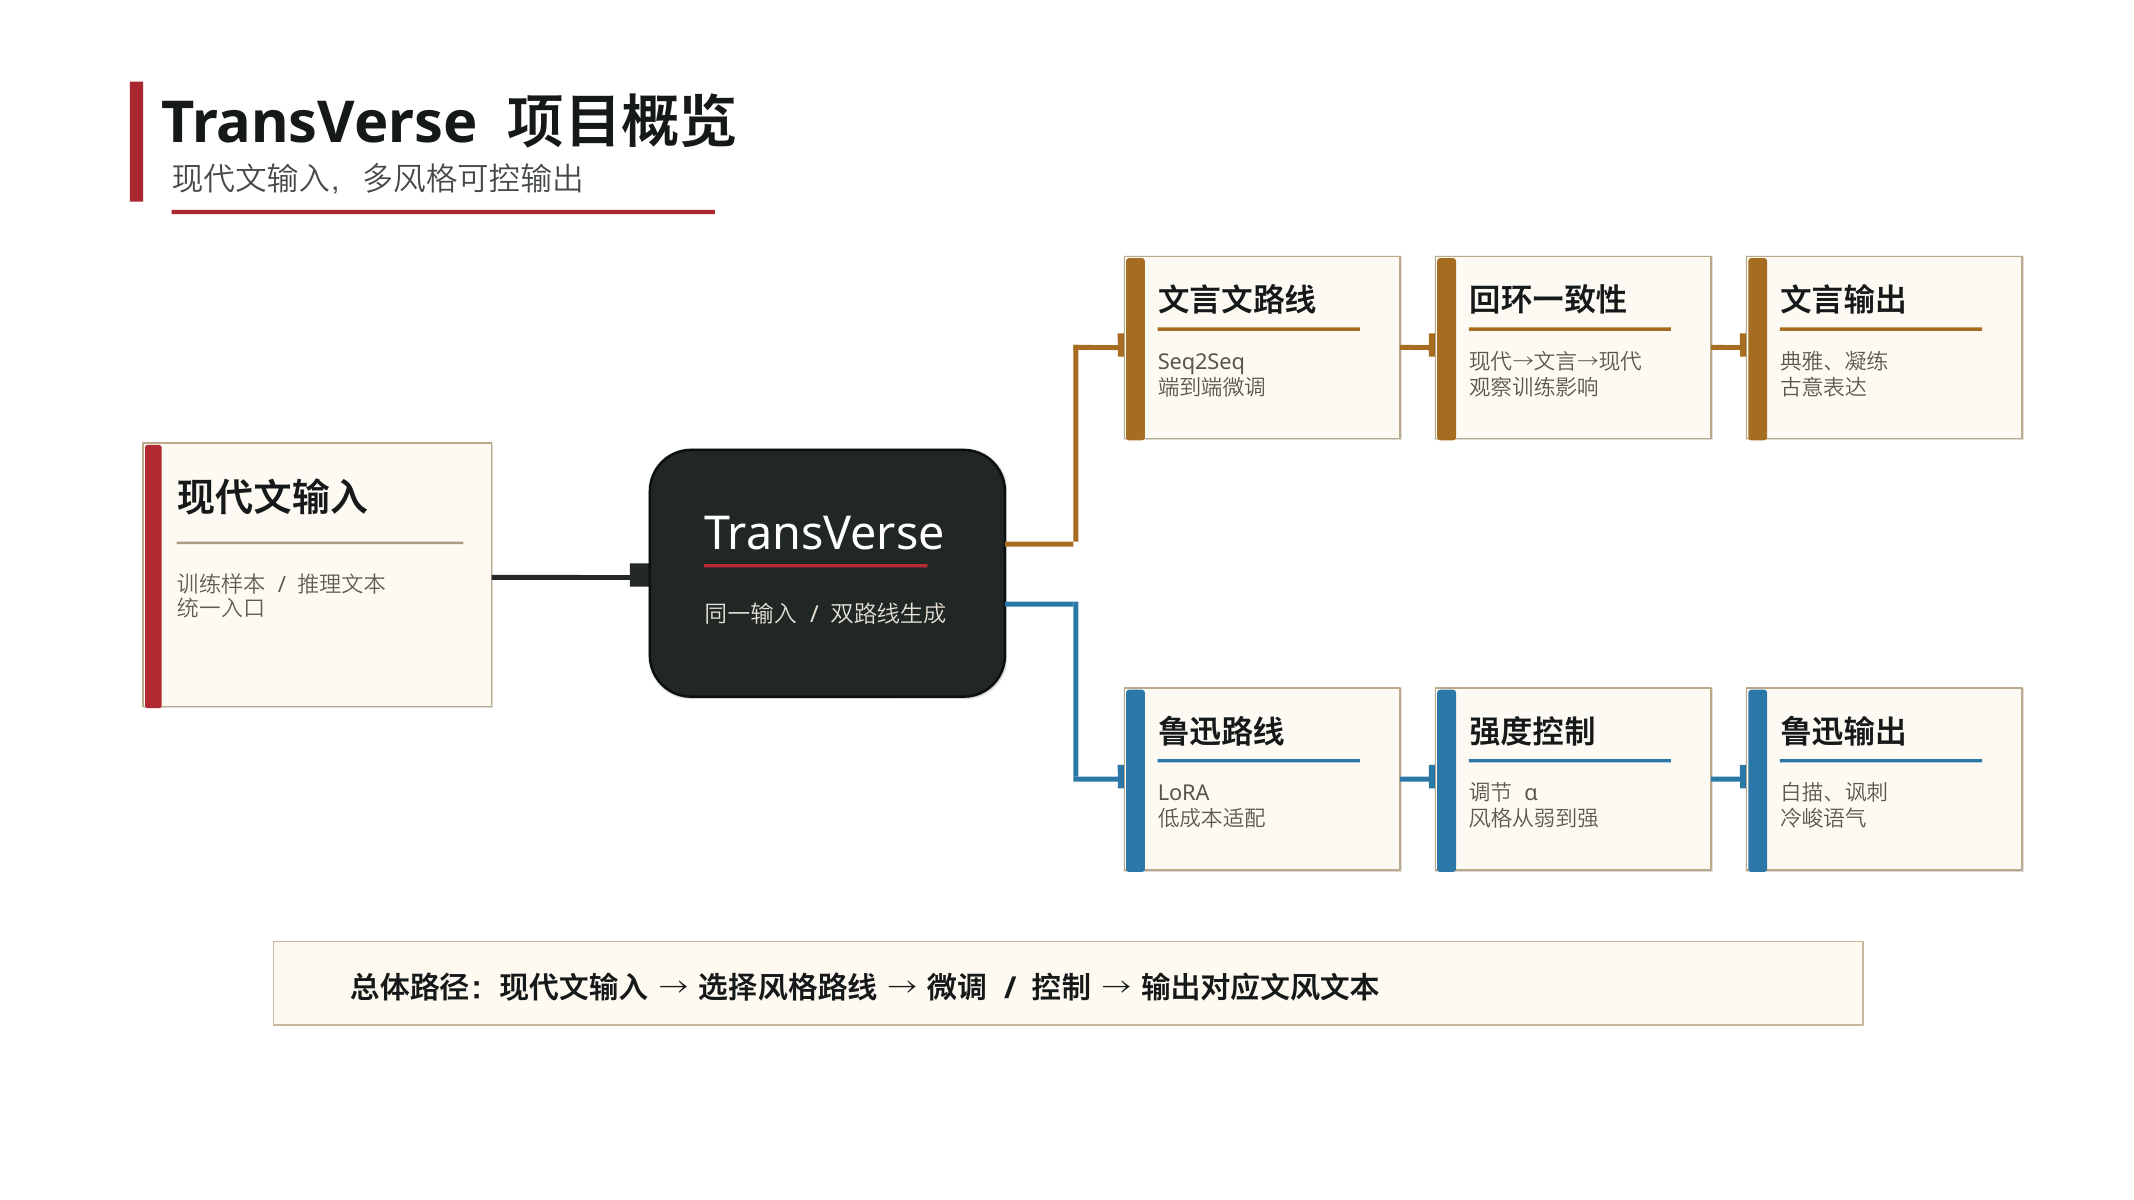 TransVerse 项目概览
现代文输入，多风格可控输出
现代文输入
训练样本 / 推理文本
统一入口
TransVerse
同一输入 / 双路线生成
文言文路线
Seq2Seq
端到端微调
回环一致性
现代→文言→现代
观察训练影响
文言输出
典雅、凝练
古意表达
鲁迅路线
LoRA
低成本适配
强度控制
调节 α
风格从弱到强
鲁迅输出
白描、讽刺
冷峻语气
总体路径：现代文输入 → 选择风格路线 → 微调 / 控制 → 输出对应文风文本